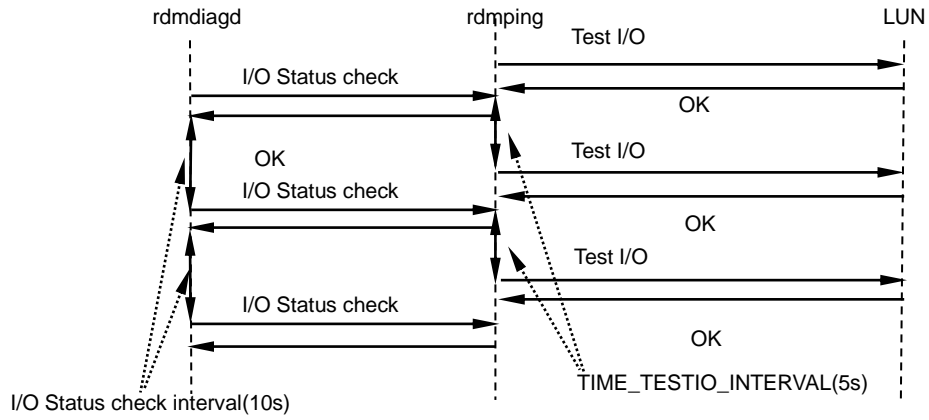 rdmdiagd
rdmping
LUN
Test I/O
I/O Status check
OK
OK
Test I/O
I/O Status check
OK
Test I/O
I/O Status check
OK
TIME_TESTIO_INTERVAL(5s)
I/O Status check interval(10s)